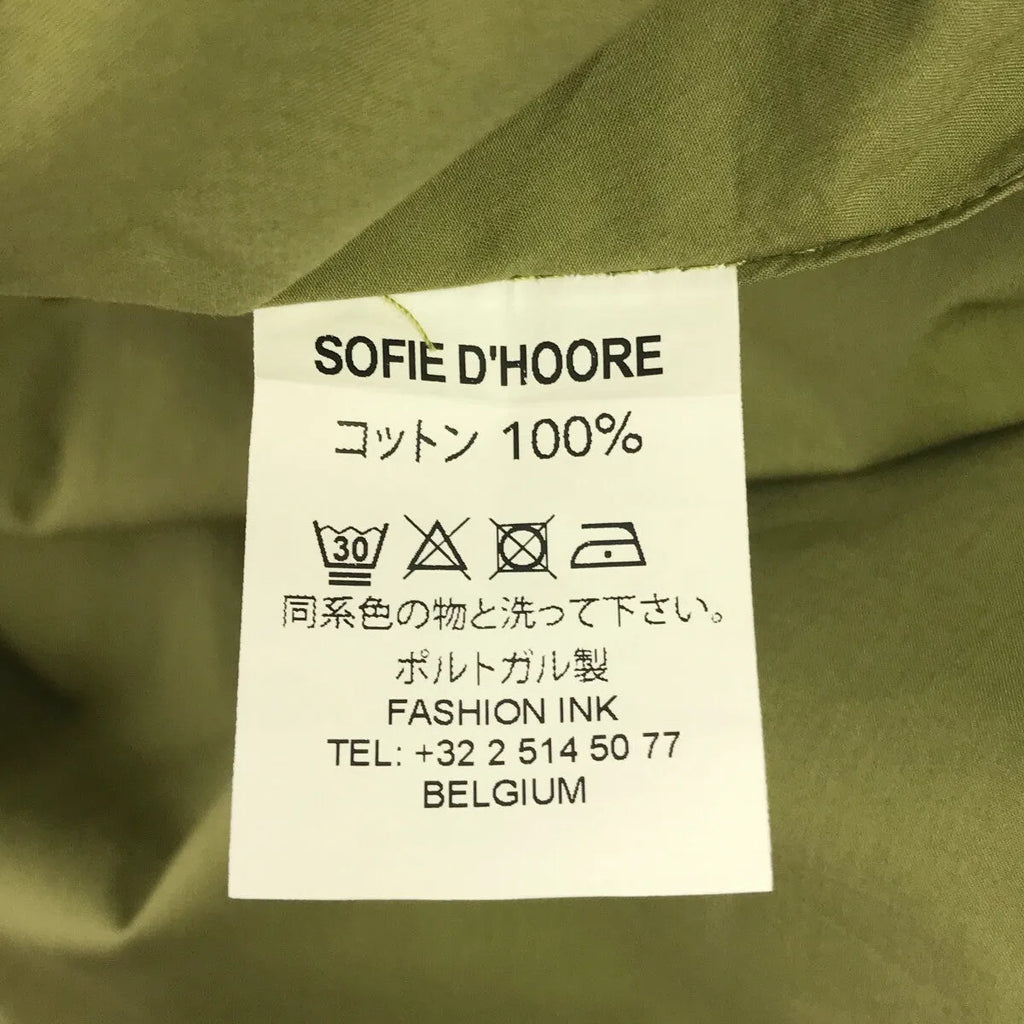 SOFIE D'HOORE
コットン 100%
30
同系色の物と洗って下さい。
ポルトガル製
FASHION INK
TEL: +32 2 514 50 77
BELGIUM